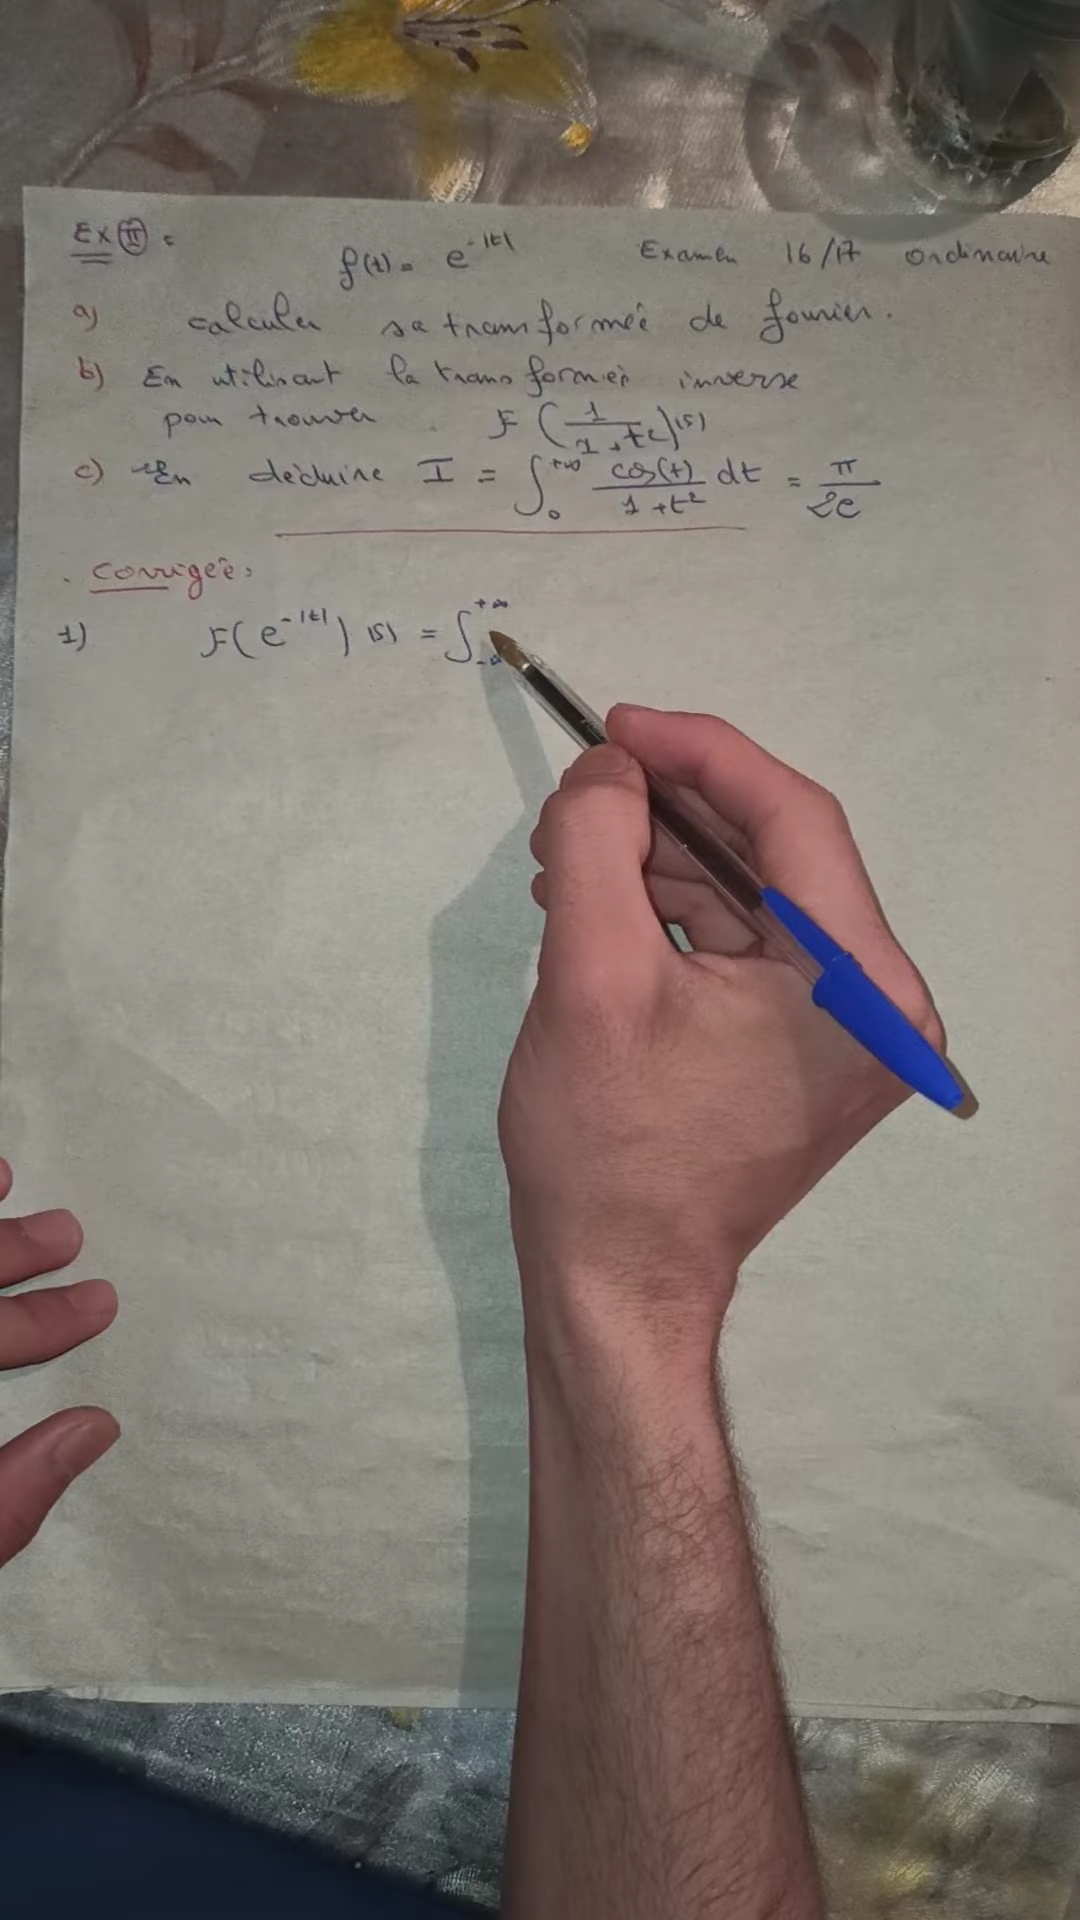 Ex II : f(t) = e^{-|t|} Examen 16/17 ordinaire
a) calculer sa transformée de fourier.
b) En utilisant la transformée inverse
pour trouver . F(1/(1+t²))(s)
c) En déduire I = ∫_0^{+∞} cos(t)/(1+t²) dt = π/2e
. Corrigée :
1) F(e^{-|t|})(s) = ∫_{-∞}^{+∞}